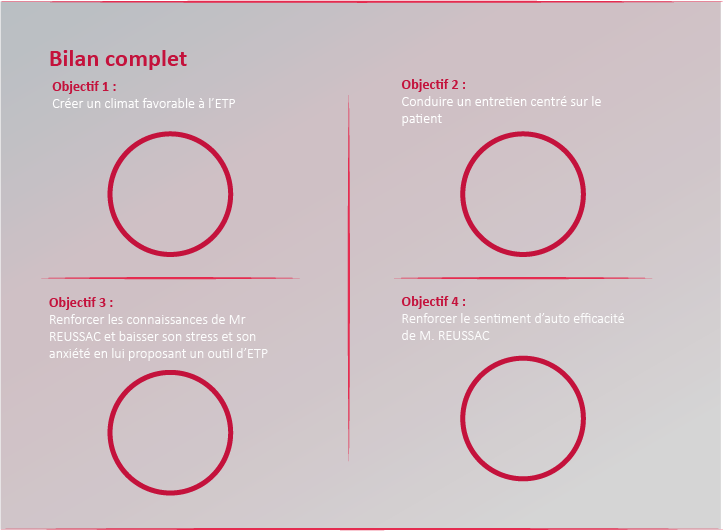 Bilan complet
Objectif 1 :
Créer un climat favorable à l'ETP
Objectif 2 :
Conduire un entretien centré sur le
patient
Objectif 3 :
Renforcer les connaissances de Mr
REUSSAC et baisser son stress et son
anxiété en lui proposant un outil d'ETP
Objectif 4 :
Renforcer le sentiment d'auto efficacité
de M. REUSSAC